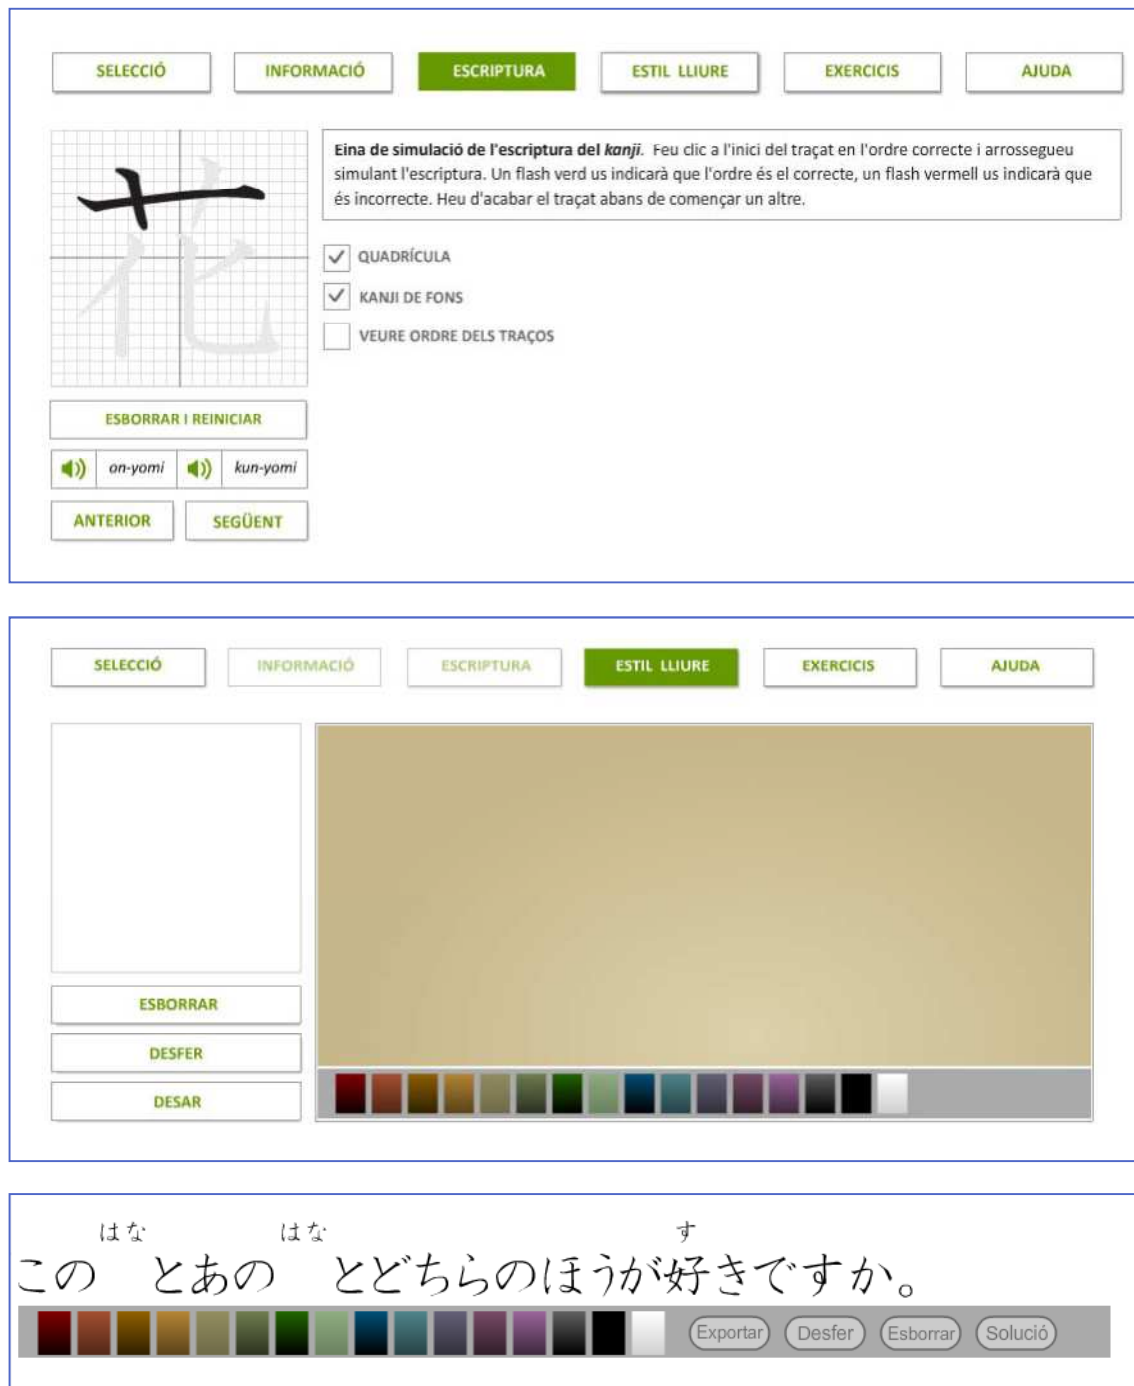 SELECCIÓ INFORMACIÓ ESCRIPTURA ESTIL LLIURE EXERCICIS AJUDA
花
Eina de simulació de l'escriptura del kanji. Feu clic a l'inici del traçat en l'ordre correcte i arrossegueu
simulant l'escriptura. Un flash verd us indicarà que l'ordre és el correcte, un flash vermell us indicarà que
és incorrecte. Heu d'acabar el traçat abans de començar un altre.
QUADRÍCULA
KANJI DE FONS
VEURE ORDRE DELS TRAÇOS
ESBORRAR I REINICIAR
on-yomi kun-yomi
ANTERIOR SEGÜENT
SELECCIÓ INFORMACIÓ ESCRIPTURA ESTIL LLIURE EXERCICIS AJUDA
ESBORRAR
DESFER
DESAR
はな はな す
この とあの とどちらのほうが好きですか。
Exportar Desfer Esborrar Solució